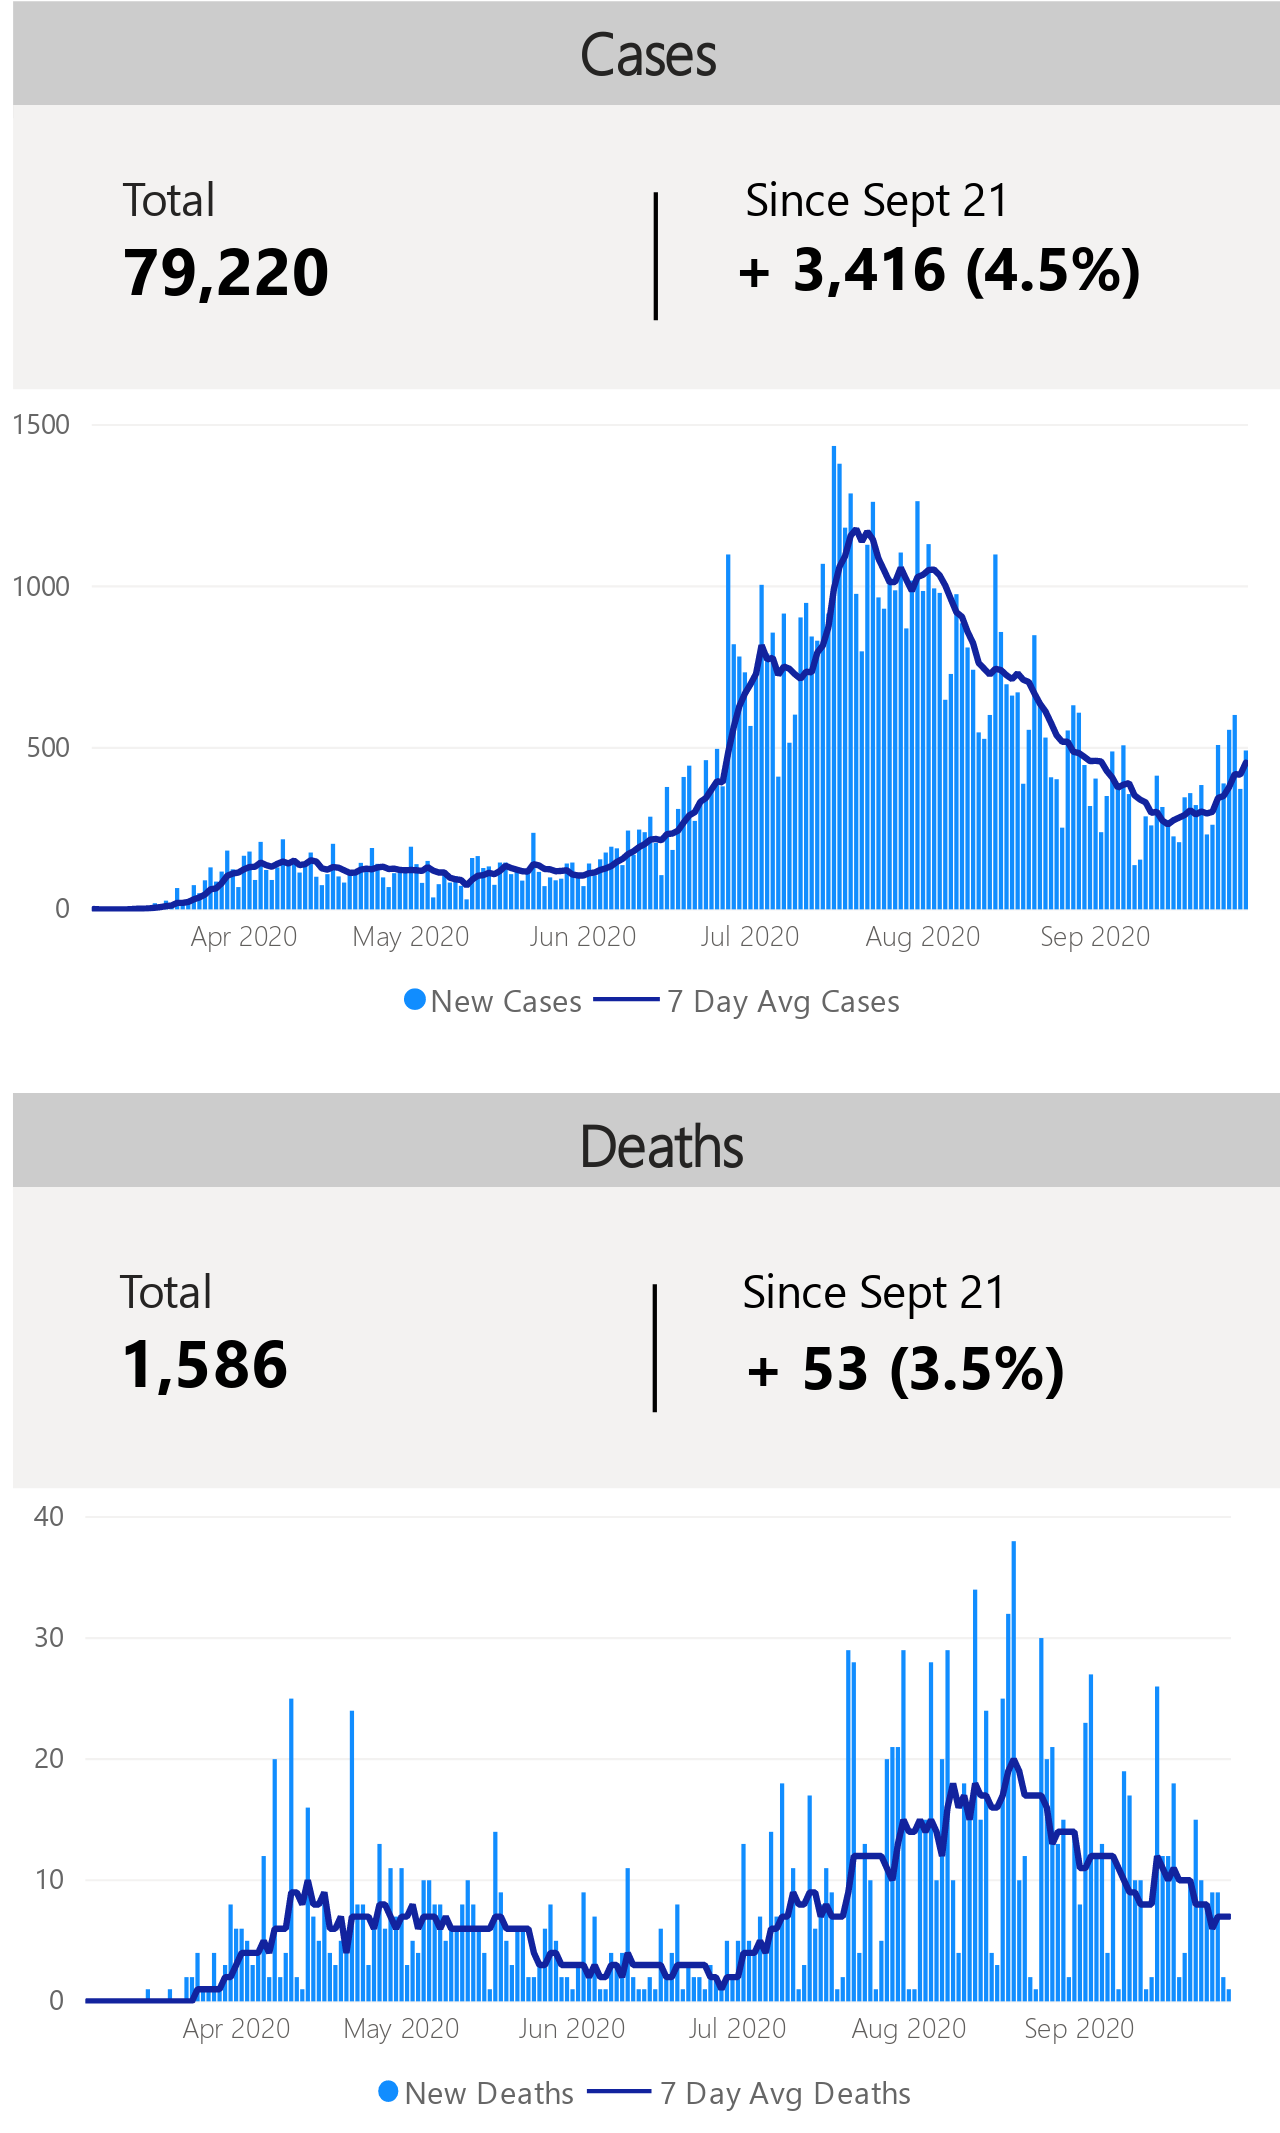 Cases
Total
Since Sept 21
79,220
+ 3,416 (4.5%)
1500
1000
500
0
Apr 2020 May 2020 Jun 2020 Jul 2020 Aug 2020 Sep 2020
New Cases 7 Day Avg Cases
Deaths
Total
Since Sept 21
1,586
+ 53 (3.5%)
40
30
20
10
0
Apr 2020 May 2020 Jun 2020 Jul 2020 Aug 2020 Sep 2020
New Deaths 7 Day Avg Deaths